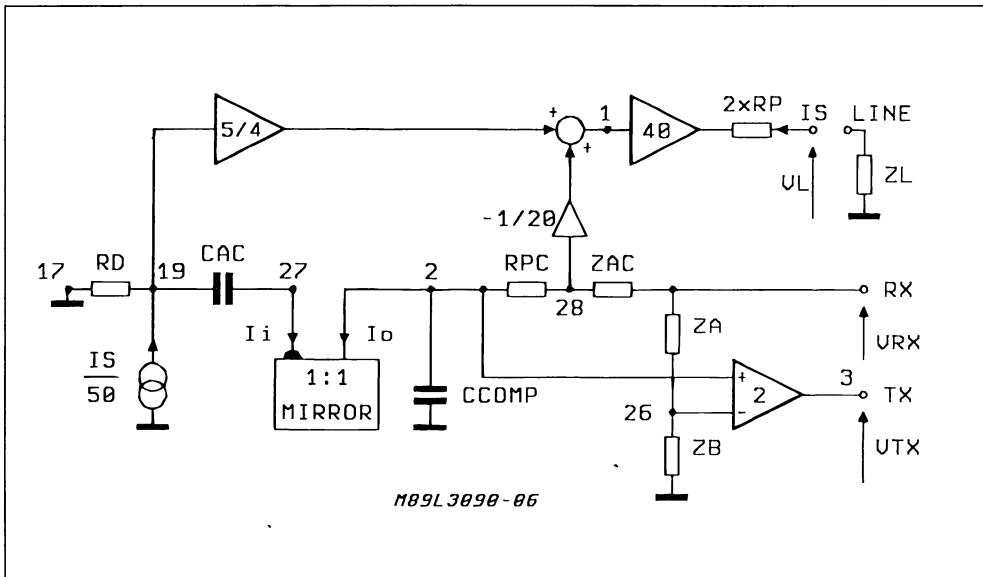 2xRP IS LINE
5/4 + + 1 40
VL ZL
-1/20
CAC
17 RD 19 27 2 RPC 28 ZAC RX
Ii Io ZA VRX
IS
50
1:1
MIRROR
CCOMP
+ 2 3 TX
26 -
ZB VTX
M89L3090-06